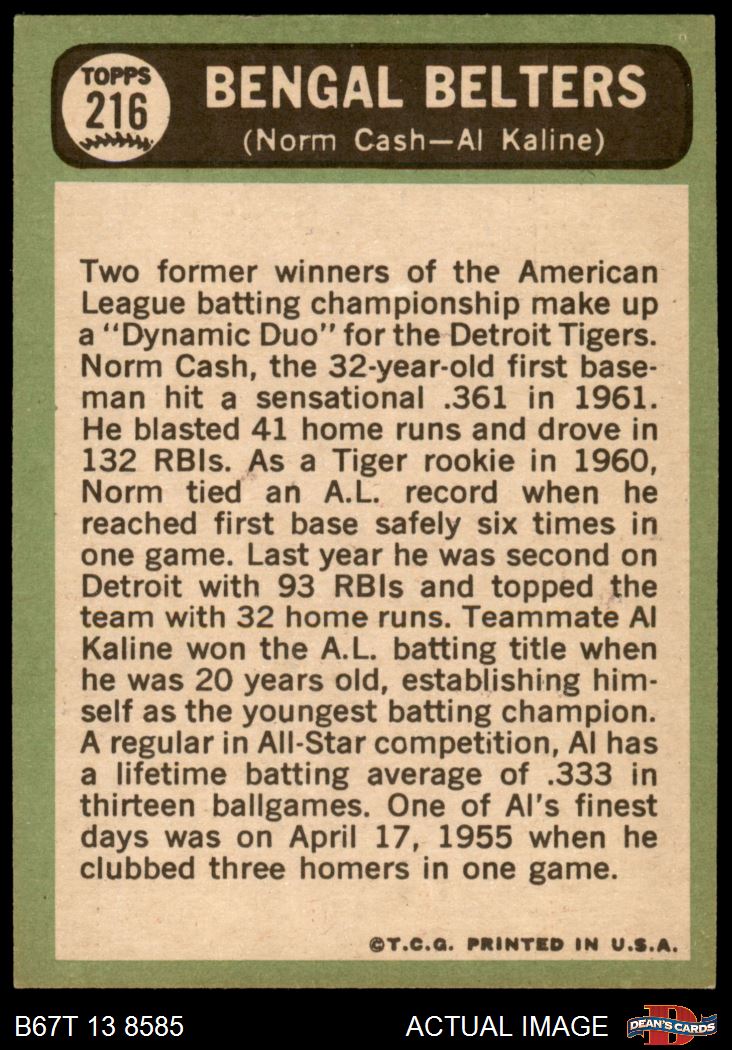 TOPPS
216
BENGAL BELTERS
(Norm Cash—Al Kaline)
Two former winners of the American
League batting championship make up
a "Dynamic Duo" for the Detroit Tigers.
Norm Cash, the 32-year-old first base-
man hit a sensational .361 in 1961.
He blasted 41 home runs and drove in
132 RBIs. As a Tiger rookie in 1960,
Norm tied an A.L. record when he
reached first base safely six times in
one game. Last year he was second on
Detroit with 93 RBIs and topped the
team with 32 home runs. Teammate Al
Kaline won the A.L. batting title when
he was 20 years old, establishing him-
self as the youngest batting champion.
A regular in All-Star competition, Al has
a lifetime batting average of .333 in
thirteen ballgames. One of Al's finest
days was on April 17, 1955 when he
clubbed three homers in one game.
©T.C.G. PRINTED IN U.S.A.
B67T 13 8585
ACTUAL IMAGE
D
DEAN'S CARDS